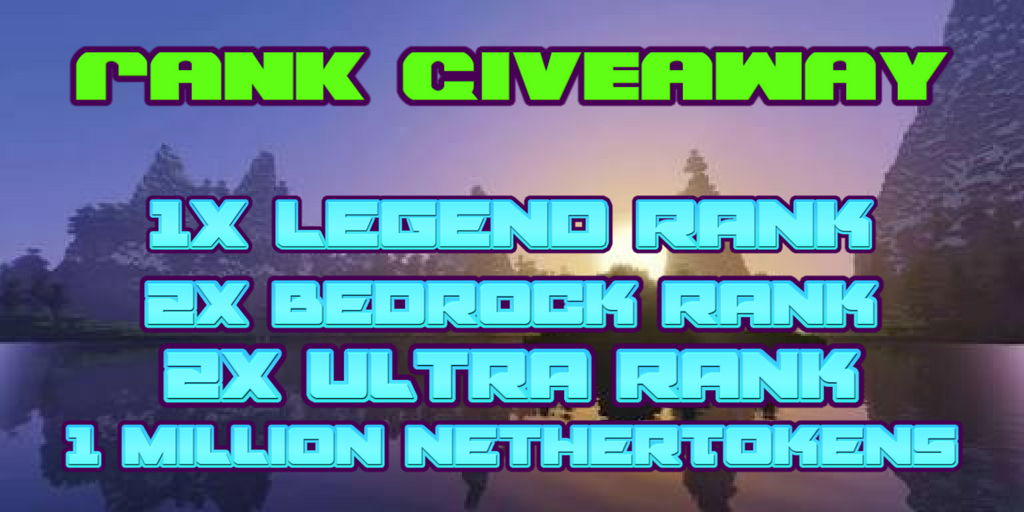 RANK GIVEAWAY
1X LEGEND RANK
2X BEDROCK RANK
2X ULTRA RANK
1 MILLION NETHERTOKENS